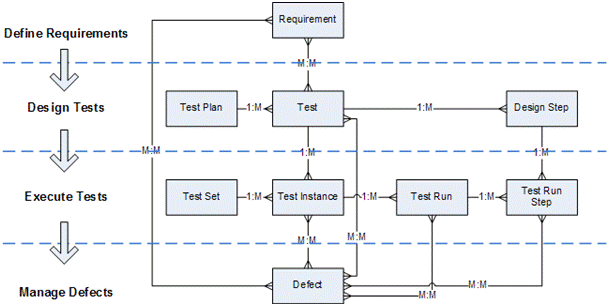 Requirement
Define Requirements
M:M
Design Tests
Test Plan
1:M
Test
1:M
Design Step
M:M
1:M
1:M
Execute Tests
Test Set
1:M
Test Instance
1:M
Test Run
1:M
Test Run
Step
M:M
M:M
Manage Defects
Defect
M:M
M:M